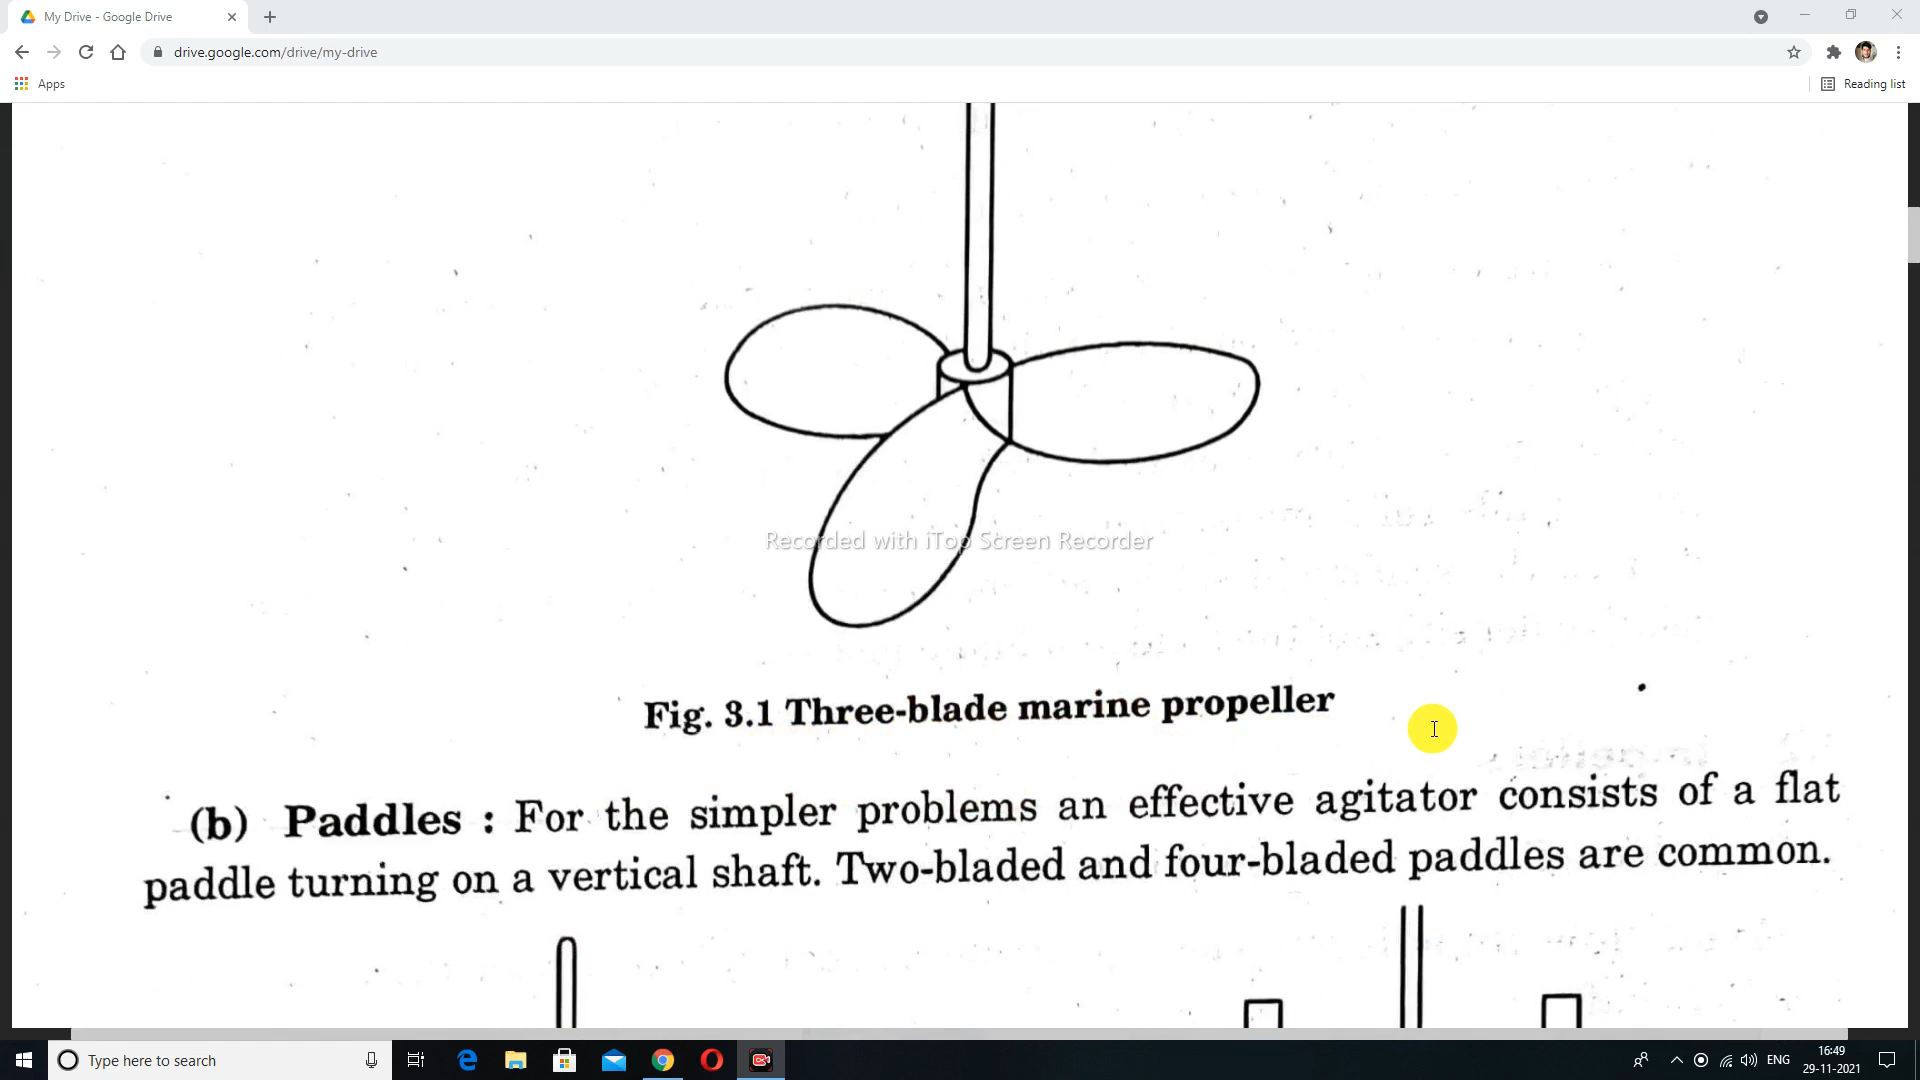 My Drive - Google Drive
drive.google.com/drive/my-drive
Apps
Reading list
Recorded with iTop Screen Recorder
Fig. 3.1 Three-blade marine propeller
(b) Paddles : For the simpler problems an effective agitator consists of a flat
paddle turning on a vertical shaft. Two-bladed and four-bladed paddles are common.
Type here to search
ENG
16:49
29-11-2021